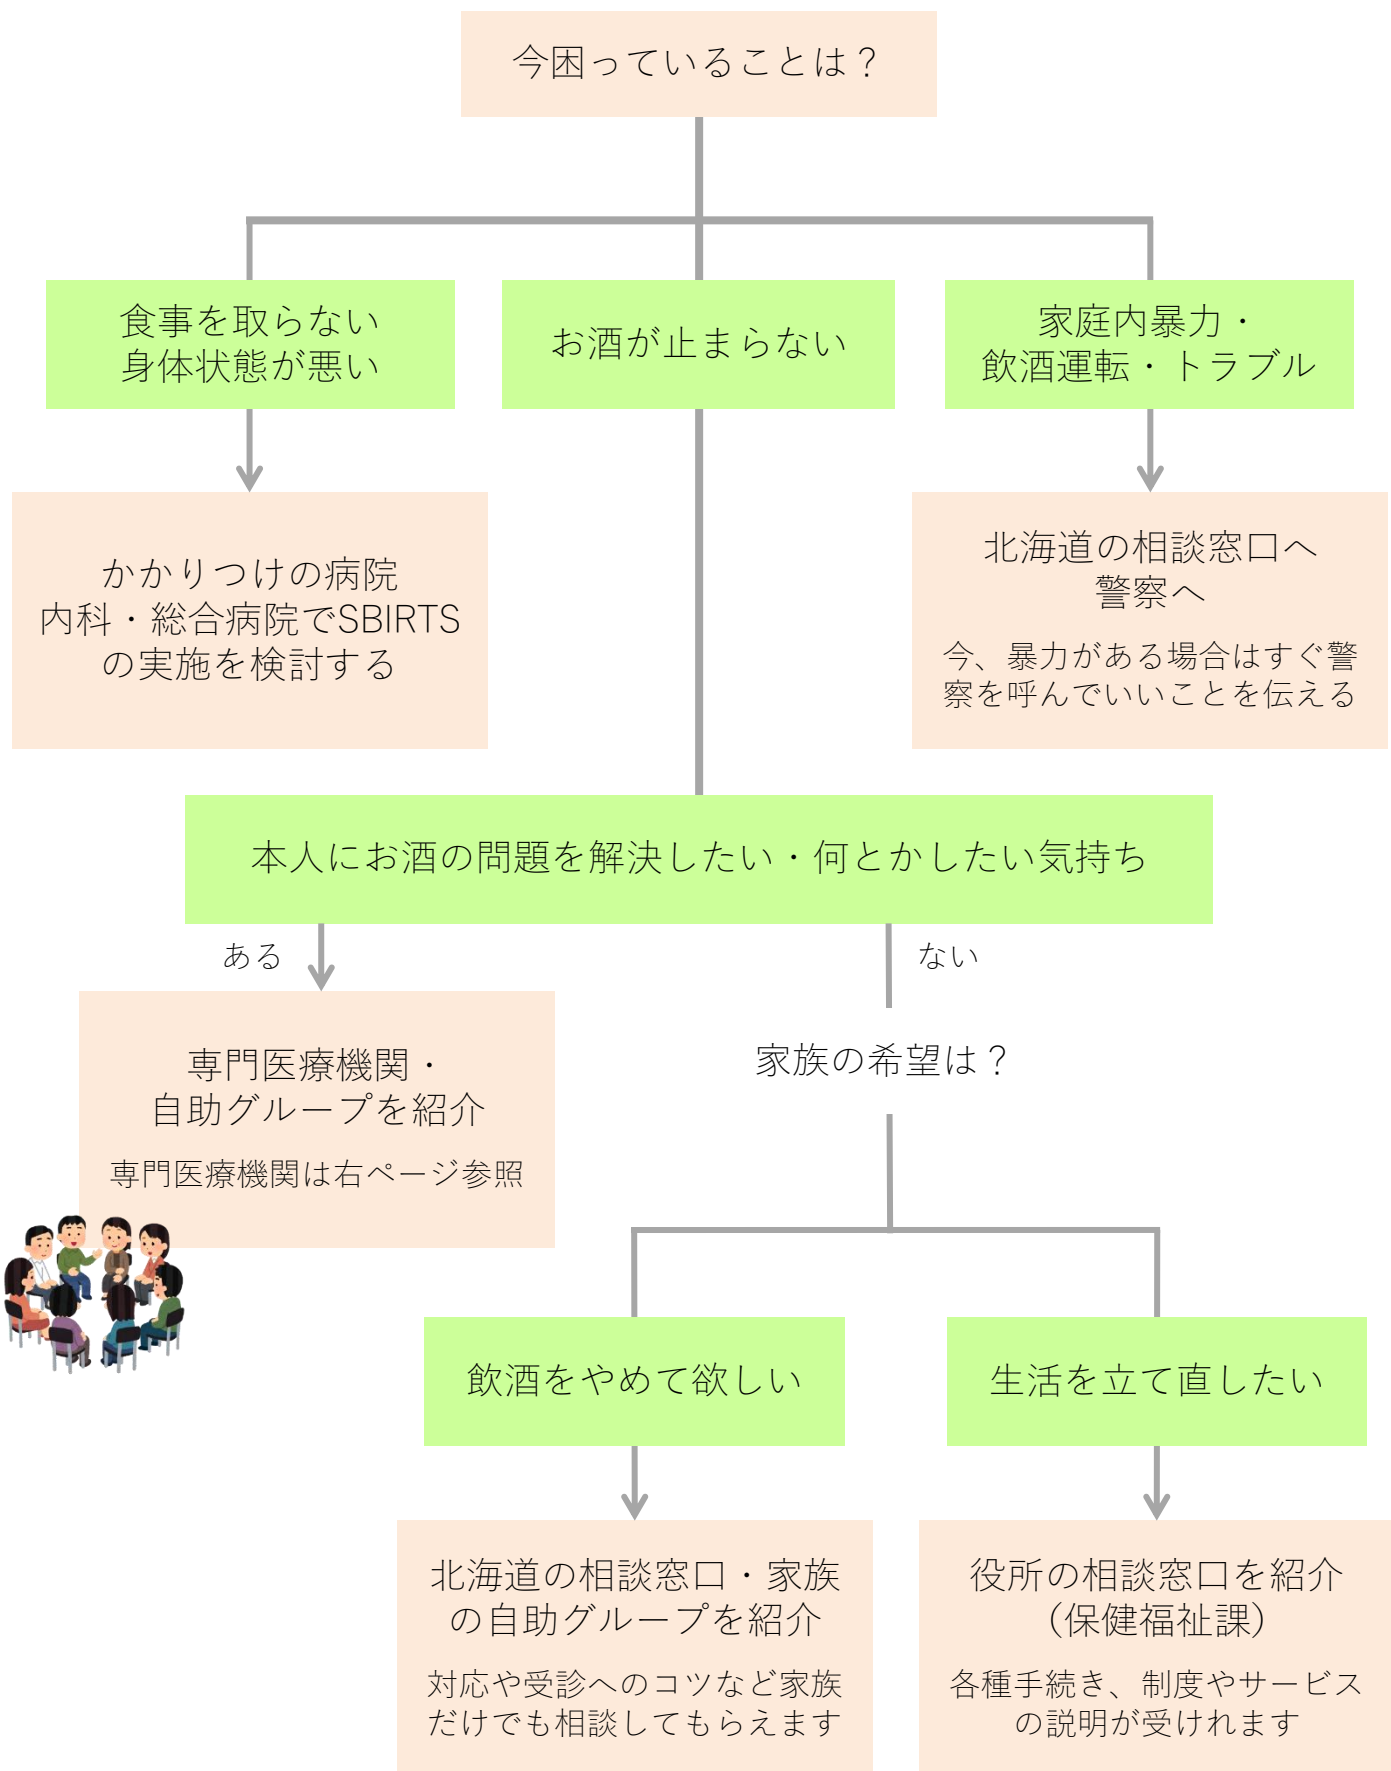 今困っていることは？
食事を取らない
身体状態が悪い
お酒が止まらない
家庭内暴力・
飲酒運転・トラブル
かかりつけの病院
内科・総合病院でSBIRTS
の実施を検討する
北海道の相談窓口へ
警察へ
今、暴力がある場合はすぐ警
察を呼んでいいことを伝える
本人にお酒の問題を解決したい・何とかしたい気持ち
ある
ない
専門医療機関・
自助グループを紹介
専門医療機関は右ページ参照
家族の希望は？
飲酒をやめて欲しい
生活を立て直したい
北海道の相談窓口・家族
の自助グループを紹介
対応や受診へのコツなど家族
だけでも相談してもらえます
役所の相談窓口を紹介
（保健福祉課）
各種手続き、制度やサービス
の説明が受けれます